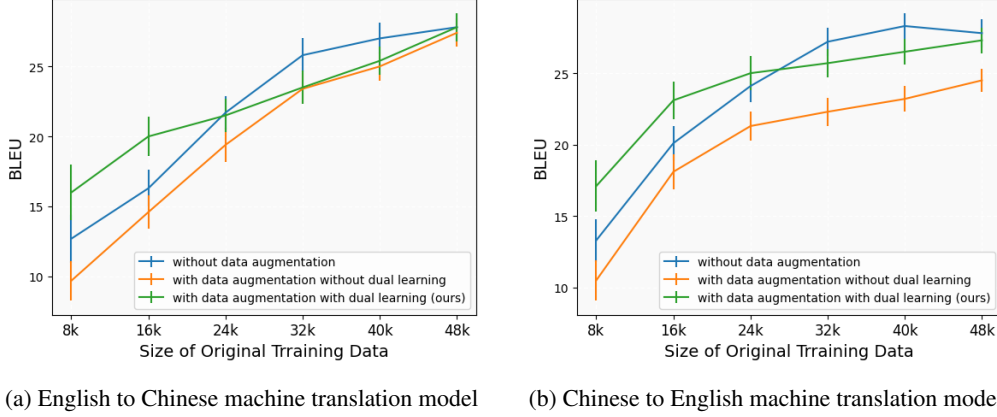 BLEU
25
20
15
10
without data augmentation
with data augmentation without dual learning
with data augmentation with dual learning (ours)
8k 16k 24k 32k 40k 48k
Size of Original Trraining Data
(a) English to Chinese machine translation model
BLEU
25
20
15
10
without data augmentation
with data augmentation without dual learning
with data augmentation with dual learning (ours)
8k 16k 24k 32k 40k 48k
Size of Original Trraining Data
(b) Chinese to English machine translation mode